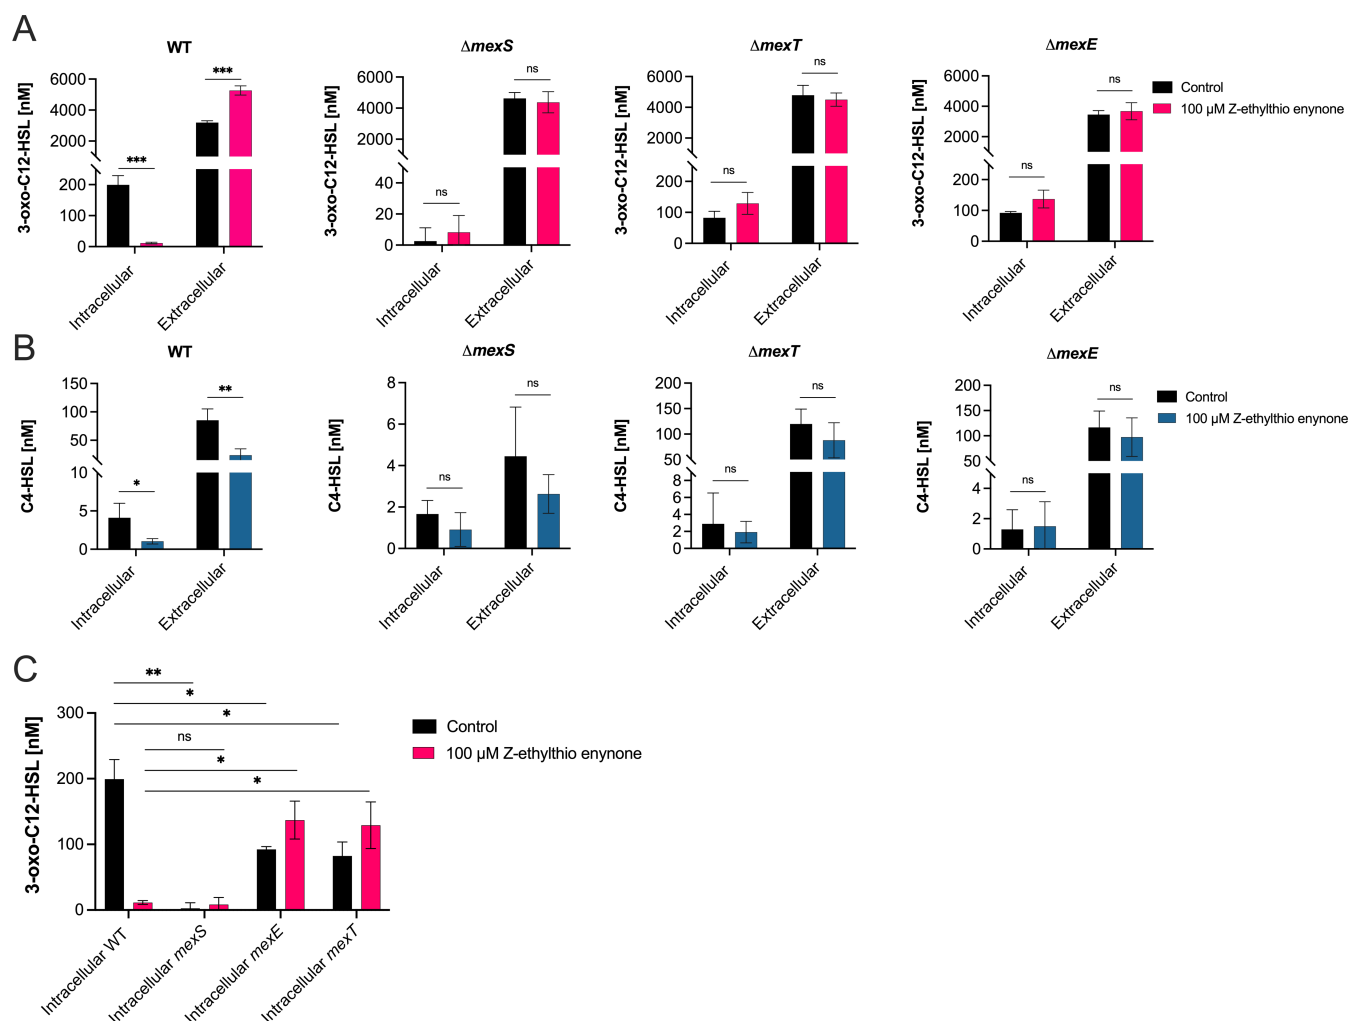 A
WT
ΔmexS
ΔmexT
ΔmexE
3-oxo-C12-HSL [nM]
6000
4000
2000
200
100
0
***
***
Intracellular
Extracellular
3-oxo-C12-HSL [nM]
6000
4000
2000
40
20
0
ns
ns
Intracellular
Extracellular
3-oxo-C12-HSL [nM]
6000
4000
2000
200
100
0
ns
ns
Intracellular
Extracellular
3-oxo-C12-HSL [nM]
6000
4000
2000
200
100
0
ns
ns
Intracellular
Extracellular
Control
100 µM Z-ethylthio enynone
B
WT
ΔmexS
ΔmexT
ΔmexE
C4-HSL [nM]
150
100
50
10
5
0
*
**
Intracellular
Extracellular
C4-HSL [nM]
8
6
4
2
0
ns
ns
Intracellular
Extracellular
C4-HSL [nM]
200
150
100
50
8
6
4
2
0
ns
ns
Intracellular
Extracellular
C4-HSL [nM]
200
150
100
50
4
2
0
ns
ns
Intracellular
Extracellular
Control
100 µM Z-ethylthio enynone
C
3-oxo-C12-HSL [nM]
300
200
100
0
**
*
*
ns
*
*
Intracellular WT
Intracellular mexS
Intracellular mexE
Intracellular mexT
Control
100 µM Z-ethylthio enynone